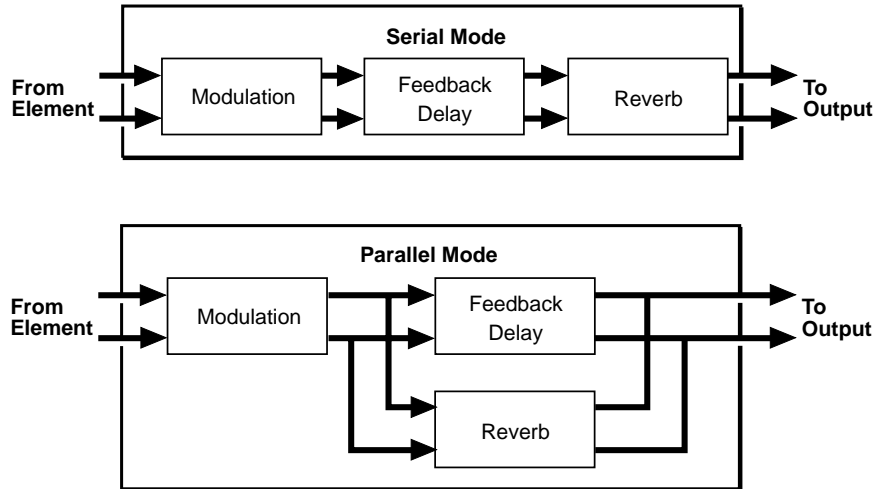 Serial Mode
From
Element
Modulation
Feedback
Delay
Reverb
To
Output
Parallel Mode
From
Element
Modulation
Feedback
Delay
Reverb
To
Output